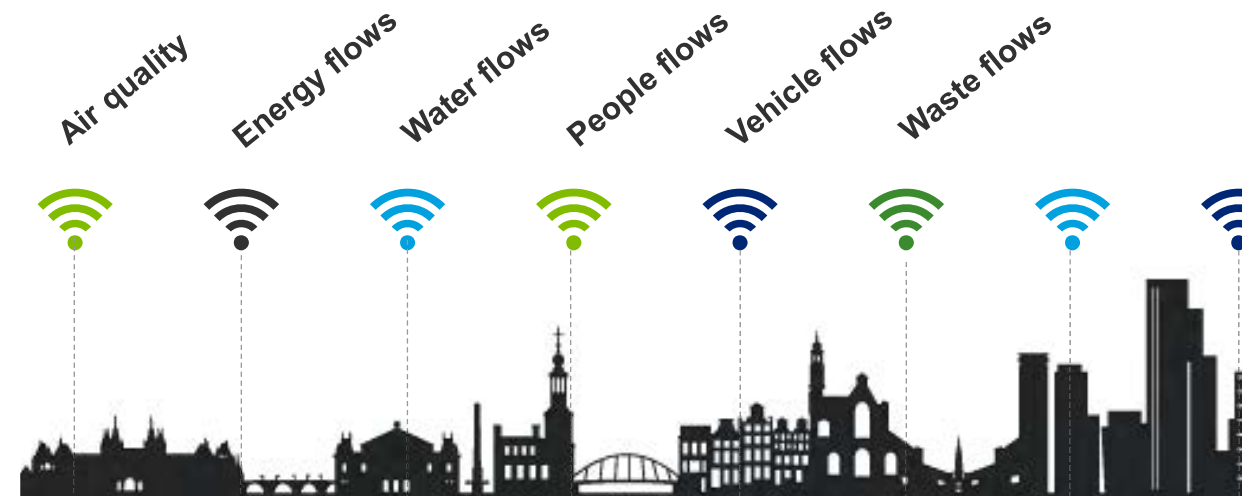 Air quality
Energy flows
Water flows
People flows
Vehicle flows
Waste flows